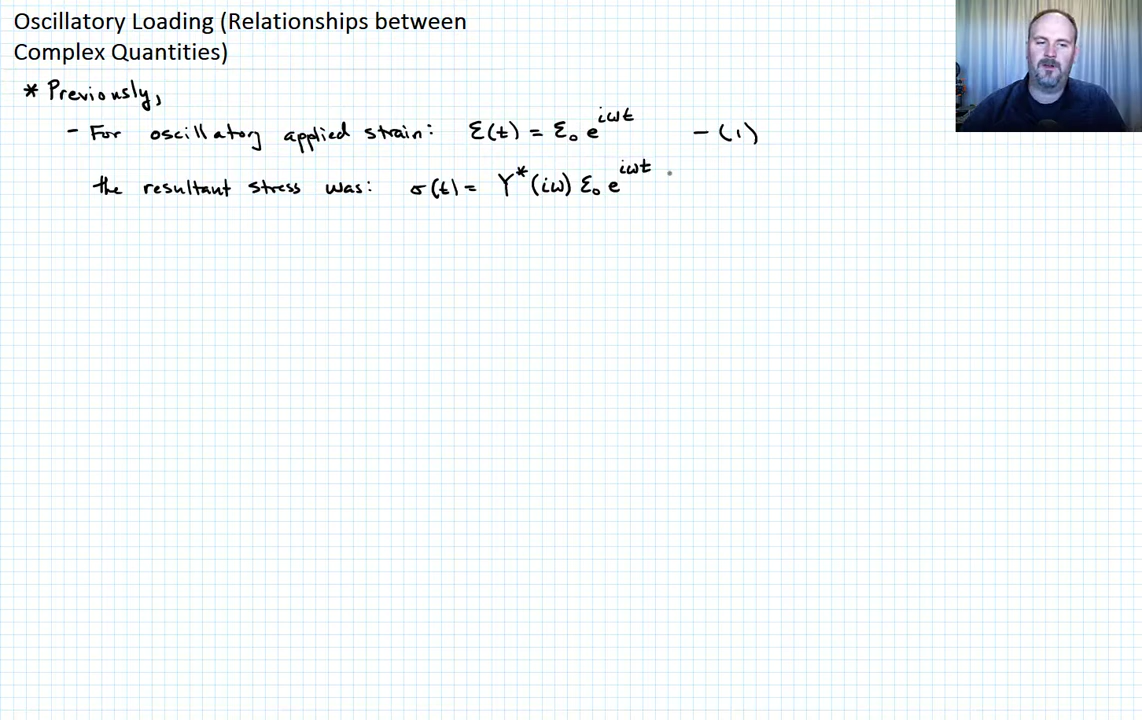 Oscillatory Loading (Relationships between
Complex Quantities)
* Previously,
- For oscillatory applied strain: ε(t) = ε₀ e^{iωt} - (1)
the resultant stress was: σ(t) = Y*(iω) ε₀ e^{iωt}